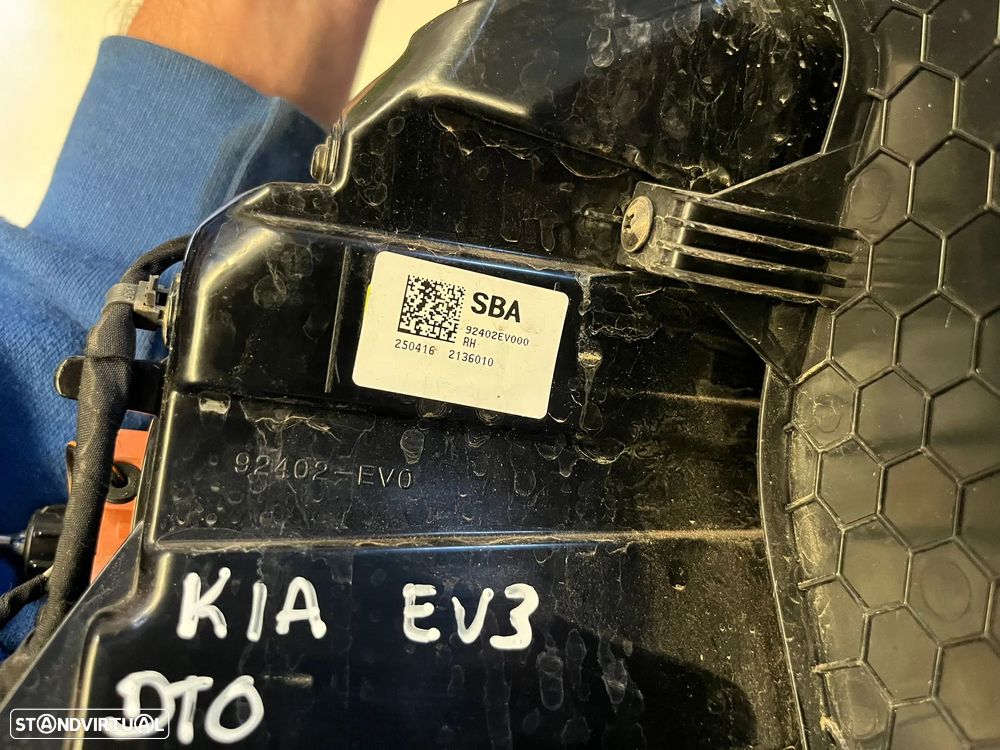 SBA
92402EV000
RH
250416 2136010
92402-EV0
KIA EV3
DTO
STANDVIRTUAL